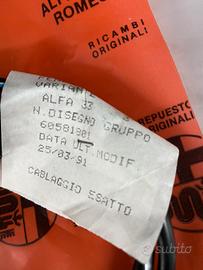 ALFA
ROMEO
RICAMBI
ORIGINALI
VARIANTE
ALFA 33
N.DISEGNO GRUPPO
60581801
DATA ULT.MODIF
25/03-91
CABLAGGIO ESATTO
REPUESTO
ORIGINALES
subito